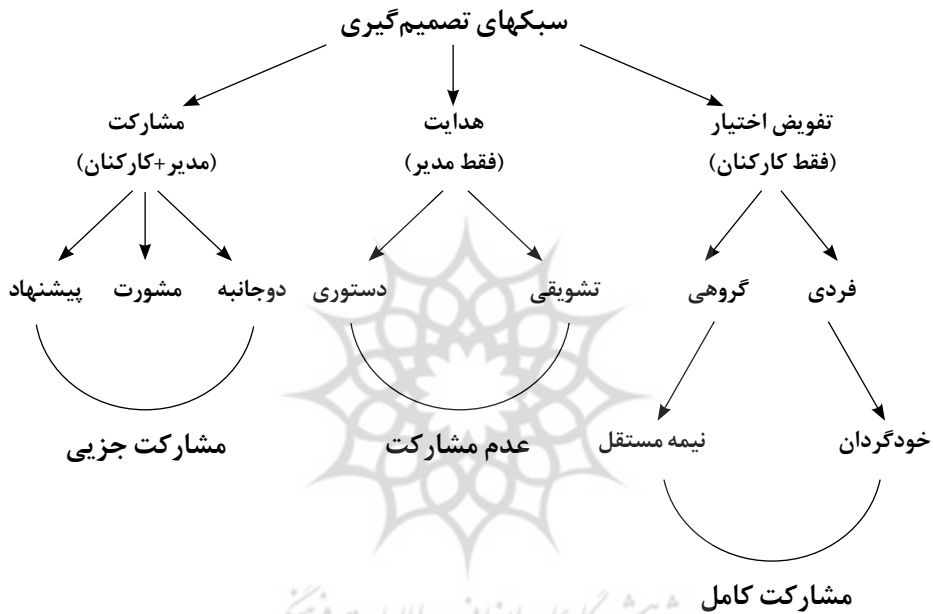 سبکهای تصمیم‌گیری
تفویض اختیار
(فقط کارکنان)
هدایت
(فقط مدیر)
مشارکت
(مدیر+کارکنان)
فردی
گروهی
تشویقی
دستوری
دوجانبه
مشورت
پیشنهاد
خودگردان
نیمه مستقل
عدم مشارکت
مشارکت جزیی
مشارکت کامل